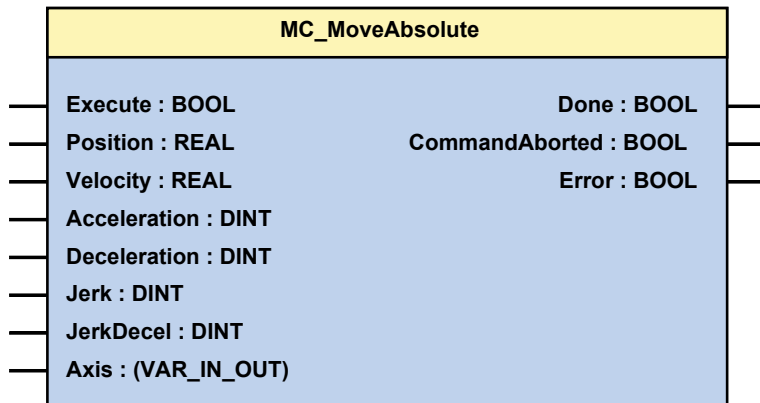 MC_MoveAbsolute
Execute : BOOL Done : BOOL
Position : REAL CommandAborted : BOOL
Velocity : REAL Error : BOOL
Acceleration : DINT
Deceleration : DINT
Jerk : DINT
JerkDecel : DINT
Axis : (VAR_IN_OUT)